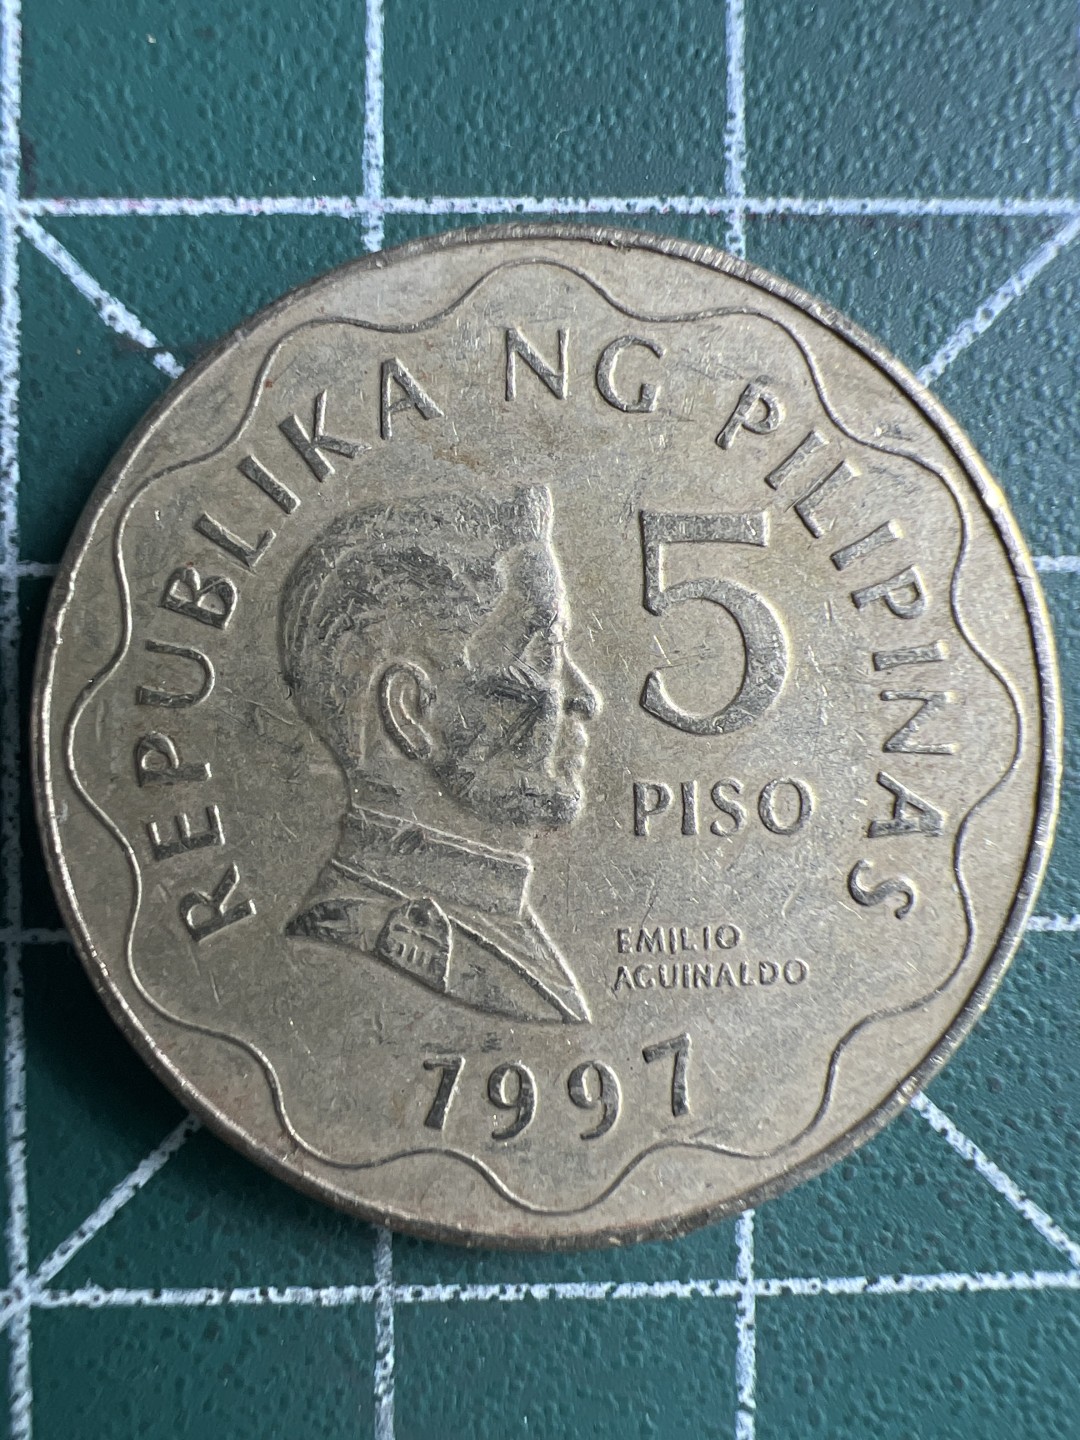 REPUBLIKA NG PILIPINAS
5
PISO
EMILIO
AGUINALDO
1997